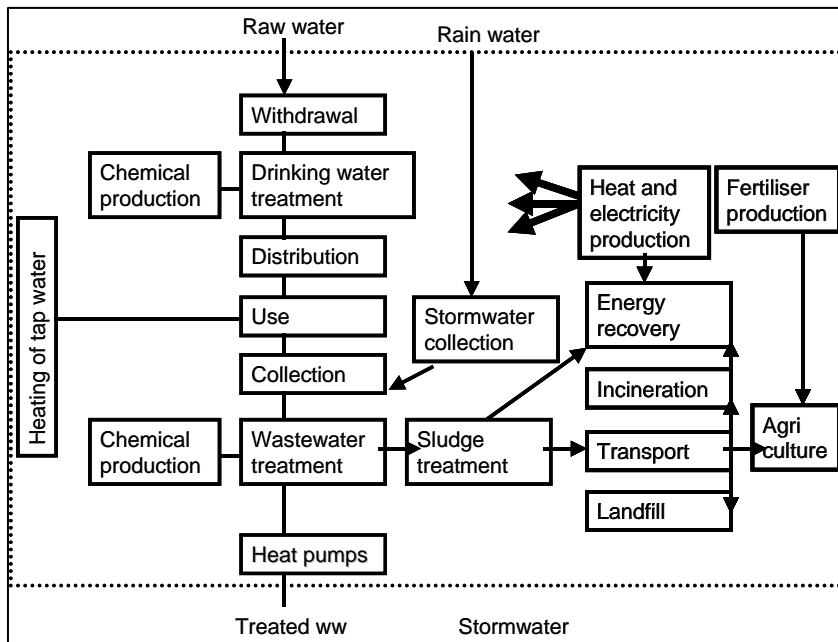 Raw water
Rain water
Withdrawal
Chemical
production
Drinking water
treatment
Heat and
electricity
production
Fertiliser
production
Distribution
Heating of tap water
Use
Stormwater
collection
Energy
recovery
Collection
Incineration
Chemical
production
Wastewater
treatment
Sludge
treatment
Transport
Agri
culture
Landfill
Heat pumps
Treated ww
Stormwater